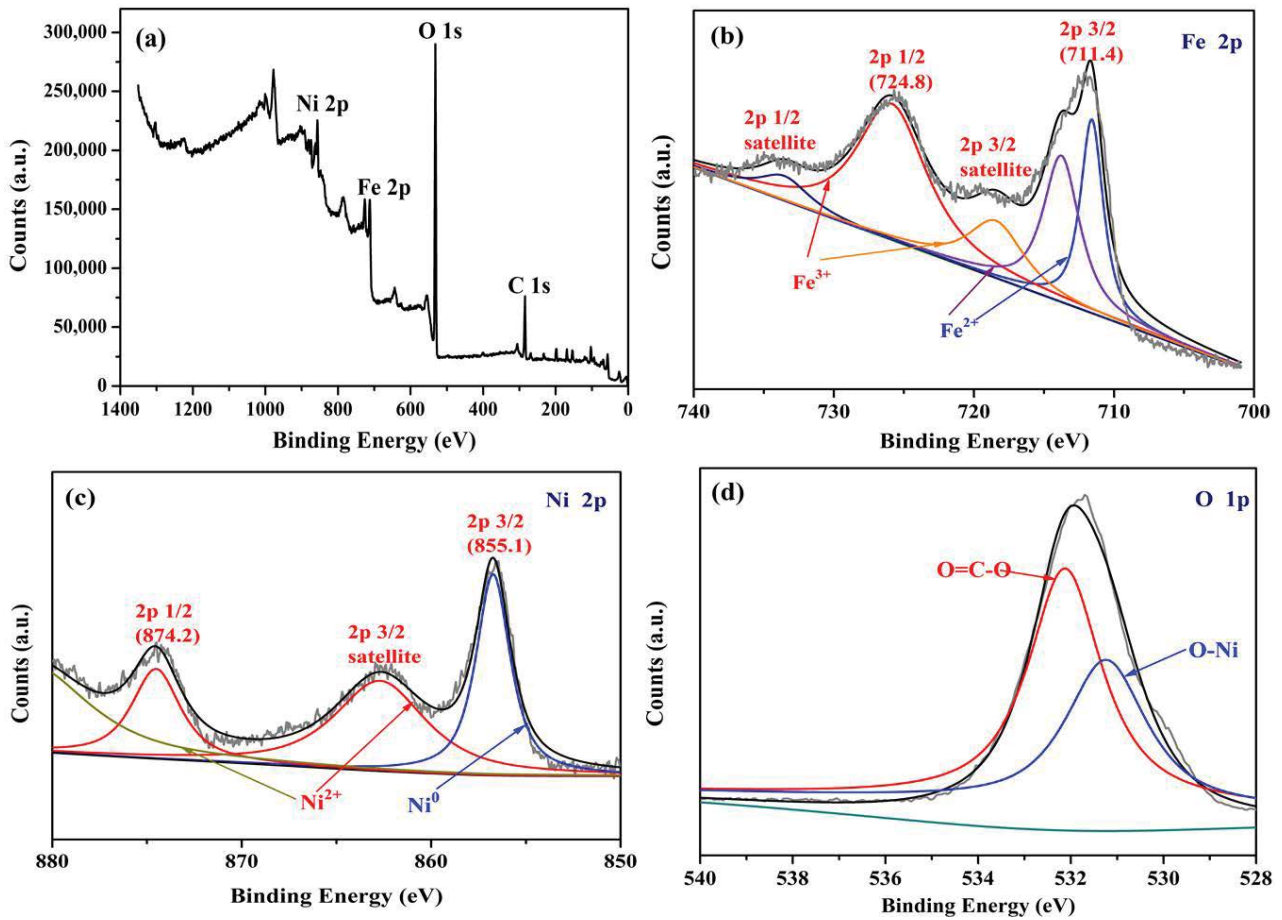 (a)
O 1s
Ni 2p
Fe 2p
C 1s
300,000
250,000
200,000
150,000
100,000
50,000
0
1400 1200 1000 800 600 400 200 0
Counts (a.u.)
Binding Energy (eV)
(b)
Fe 2p
2p 3/2
(711.4)
2p 1/2
(724.8)
2p 1/2
satellite
2p 3/2
satellite
Fe3+
Fe2+
740 730 720 710 700
Counts (a.u.)
Binding Energy (eV)
(c)
Ni 2p
2p 3/2
(855.1)
2p 1/2
(874.2)
2p 3/2
satellite
Ni2+
Ni0
880 870 860 850
Counts (a.u.)
Binding Energy (eV)
(d)
O 1p
O=C-O
O-Ni
540 538 536 534 532 530 528
Counts (a.u.)
Binding Energy (eV)